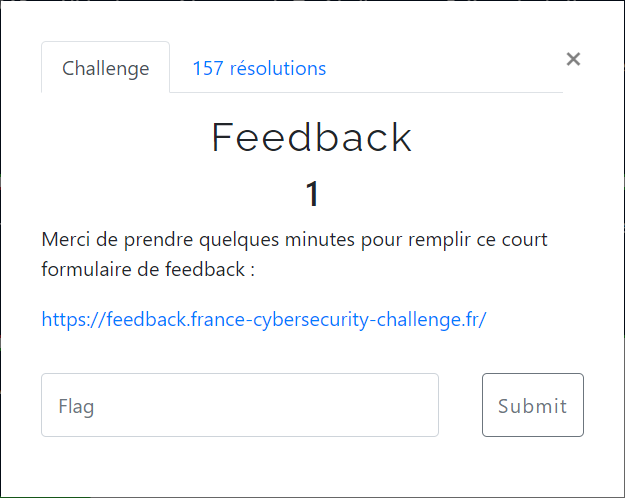 Challenge
157 résolutions
×
Feedback
1
Merci de prendre quelques minutes pour remplir ce court
formulaire de feedback :
https://feedback.france-cybersecurity-challenge.fr/
Flag
Submit